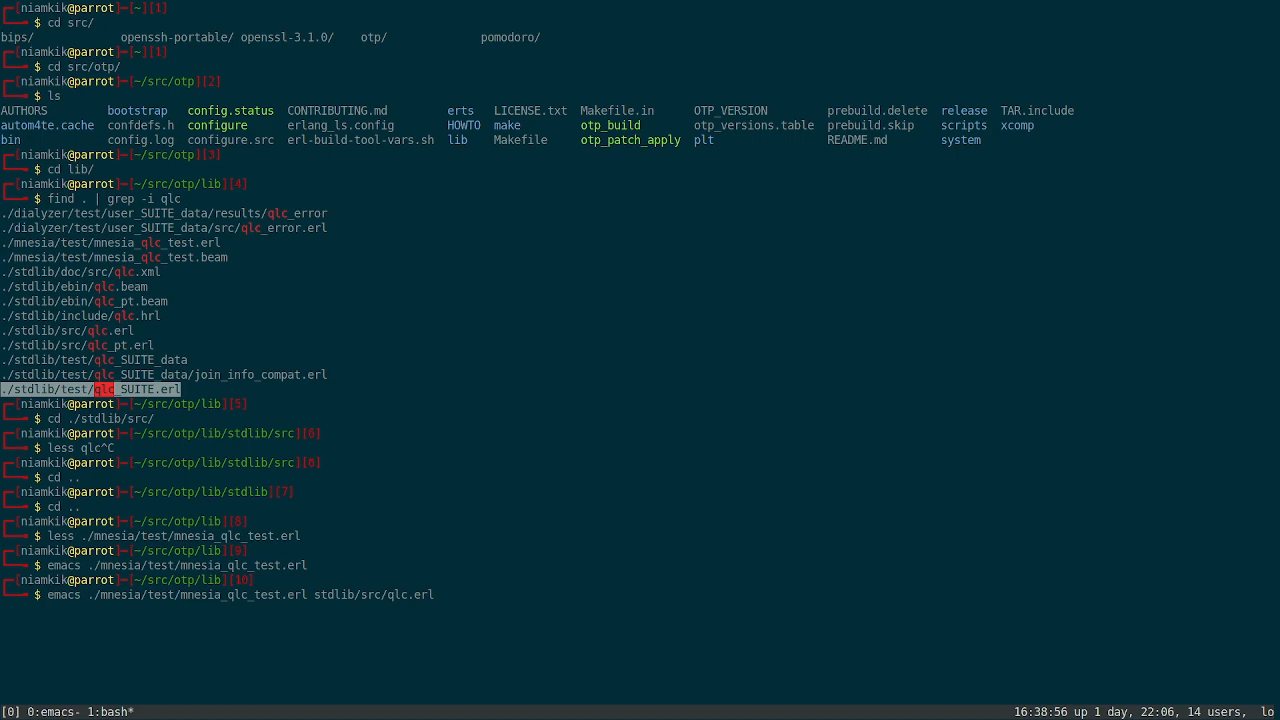 ┌─[niamkik@parrot]─[~][1]
└──╼ $ cd src/
bips/             openssh-portable/ openssl-3.1.0/    otp/              pomodoro/
┌─[niamkik@parrot]─[~][1]
└──╼ $ cd src/otp/
┌─[niamkik@parrot]─[~/src/otp][2]
└──╼ $ ls
AUTHORS         bootstrap   config.status  CONTRIBUTING.md        erts   LICENSE.txt  Makefile.in      OTP_VERSION         prebuild.delete  release  TAR.include
autom4te.cache  confdefs.h  configure      erlang_ls.config       HOWTO  make         otp_build        otp_versions.table  prebuild.skip    scripts  xcomp
bin             config.log  configure.src  erl-build-tool-vars.sh  lib    Makefile     otp_patch_apply  plt                 README.md        system
┌─[niamkik@parrot]─[~/src/otp][3]
└──╼ $ cd lib/
┌─[niamkik@parrot]─[~/src/otp/lib][4]
└──╼ $ find . | grep -i qlc
./dialyzer/test/user_SUITE_data/results/qlc_error
./dialyzer/test/user_SUITE_data/src/qlc_error.erl
./mnesia/test/mnesia_qlc_test.erl
./mnesia/test/mnesia_qlc_test.beam
./stdlib/doc/src/qlc.xml
./stdlib/ebin/qlc.beam
./stdlib/ebin/qlc_pt.beam
./stdlib/include/qlc.hrl
./stdlib/src/qlc.erl
./stdlib/src/qlc_pt.erl
./stdlib/test/qlc_SUITE_data
./stdlib/test/qlc_SUITE_data/join_info_compat.erl
./stdlib/test/qlc_SUITE.erl
┌─[niamkik@parrot]─[~/src/otp/lib][5]
└──╼ $ cd ./stdlib/src/
┌─[niamkik@parrot]─[~/src/otp/lib/stdlib/src][6]
└──╼ $ less qlc^C
┌─[niamkik@parrot]─[~/src/otp/lib/stdlib/src][6]
└──╼ $ cd ..
┌─[niamkik@parrot]─[~/src/otp/lib/stdlib][7]
└──╼ $ cd ..
┌─[niamkik@parrot]─[~/src/otp/lib][8]
└──╼ $ less ./mnesia/test/mnesia_qlc_test.erl
┌─[niamkik@parrot]─[~/src/otp/lib][9]
└──╼ $ emacs ./mnesia/test/mnesia_qlc_test.erl
┌─[niamkik@parrot]─[~/src/otp/lib][10]
└──╼ $ emacs ./mnesia/test/mnesia_qlc_test.erl stdlib/src/qlc.erl
[0] 0:emacs- 1:bash* 16:38:56 up 1 day, 22:06, 14 users,  lo